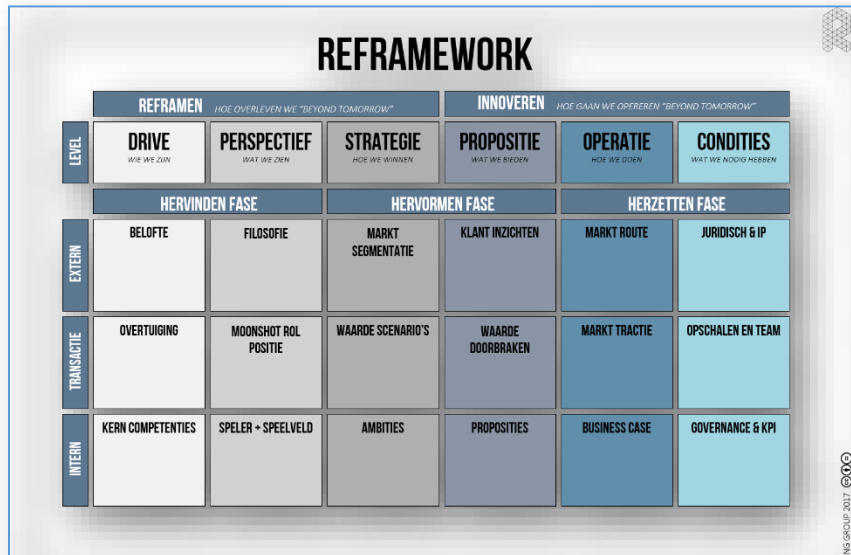 REFRAMEWORK
REFRAMEN HOE OVERLEVEN WE "BEYOND TOMORROW"
INNOVEREN HOE GAAN WE OPEREREN "BEYOND TOMORROW"
LEVEL
DRIVE
WIE WE ZIJN
PERSPECTIEF
WAT WE ZIEN
STRATEGIE
HOE WE WINNEN
PROPOSITIE
WAT WE BIEDEN
OPERATIE
HOE WE DOEN
CONDITIES
WAT WE NODIG HEBBEN
HERVINDEN FASE
HERVORMEN FASE
HERZETTEN FASE
EXTERN
BELOFTE
FILOSOFIE
MARKT
SEGMENTATIE
KLANT INZICHTEN
MARKT ROUTE
JURIDISCH & IP
TRANSACTIE
OVERTUIGING
MOONSHOT ROL
POSITIE
WAARDE SCENARIO'S
WAARDE
DOORBRAKEN
MARKT TRACTIE
OPSCHALEN EN TEAM
INTERN
KERN COMPETENTIES
SPELER + SPEELVELD
AMBITIES
PROPOSITIES
BUSINESS CASE
GOVERNANCE & KPI
NG GROUP 2017